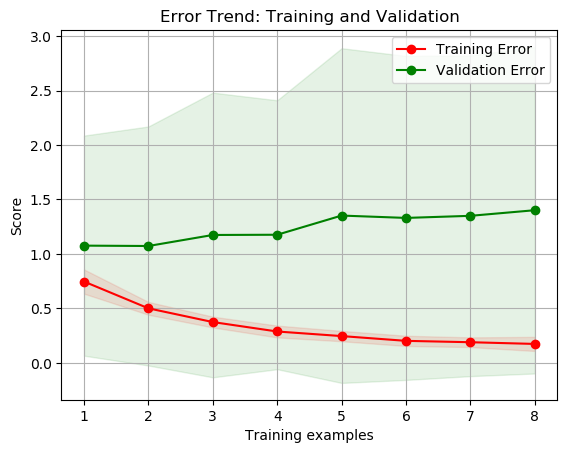 Error Trend: Training and Validation
Training Error
Validation Error
Score
3.0
2.5
2.0
1.5
1.0
0.5
0.0
1 2 3 4 5 6 7 8
Training examples